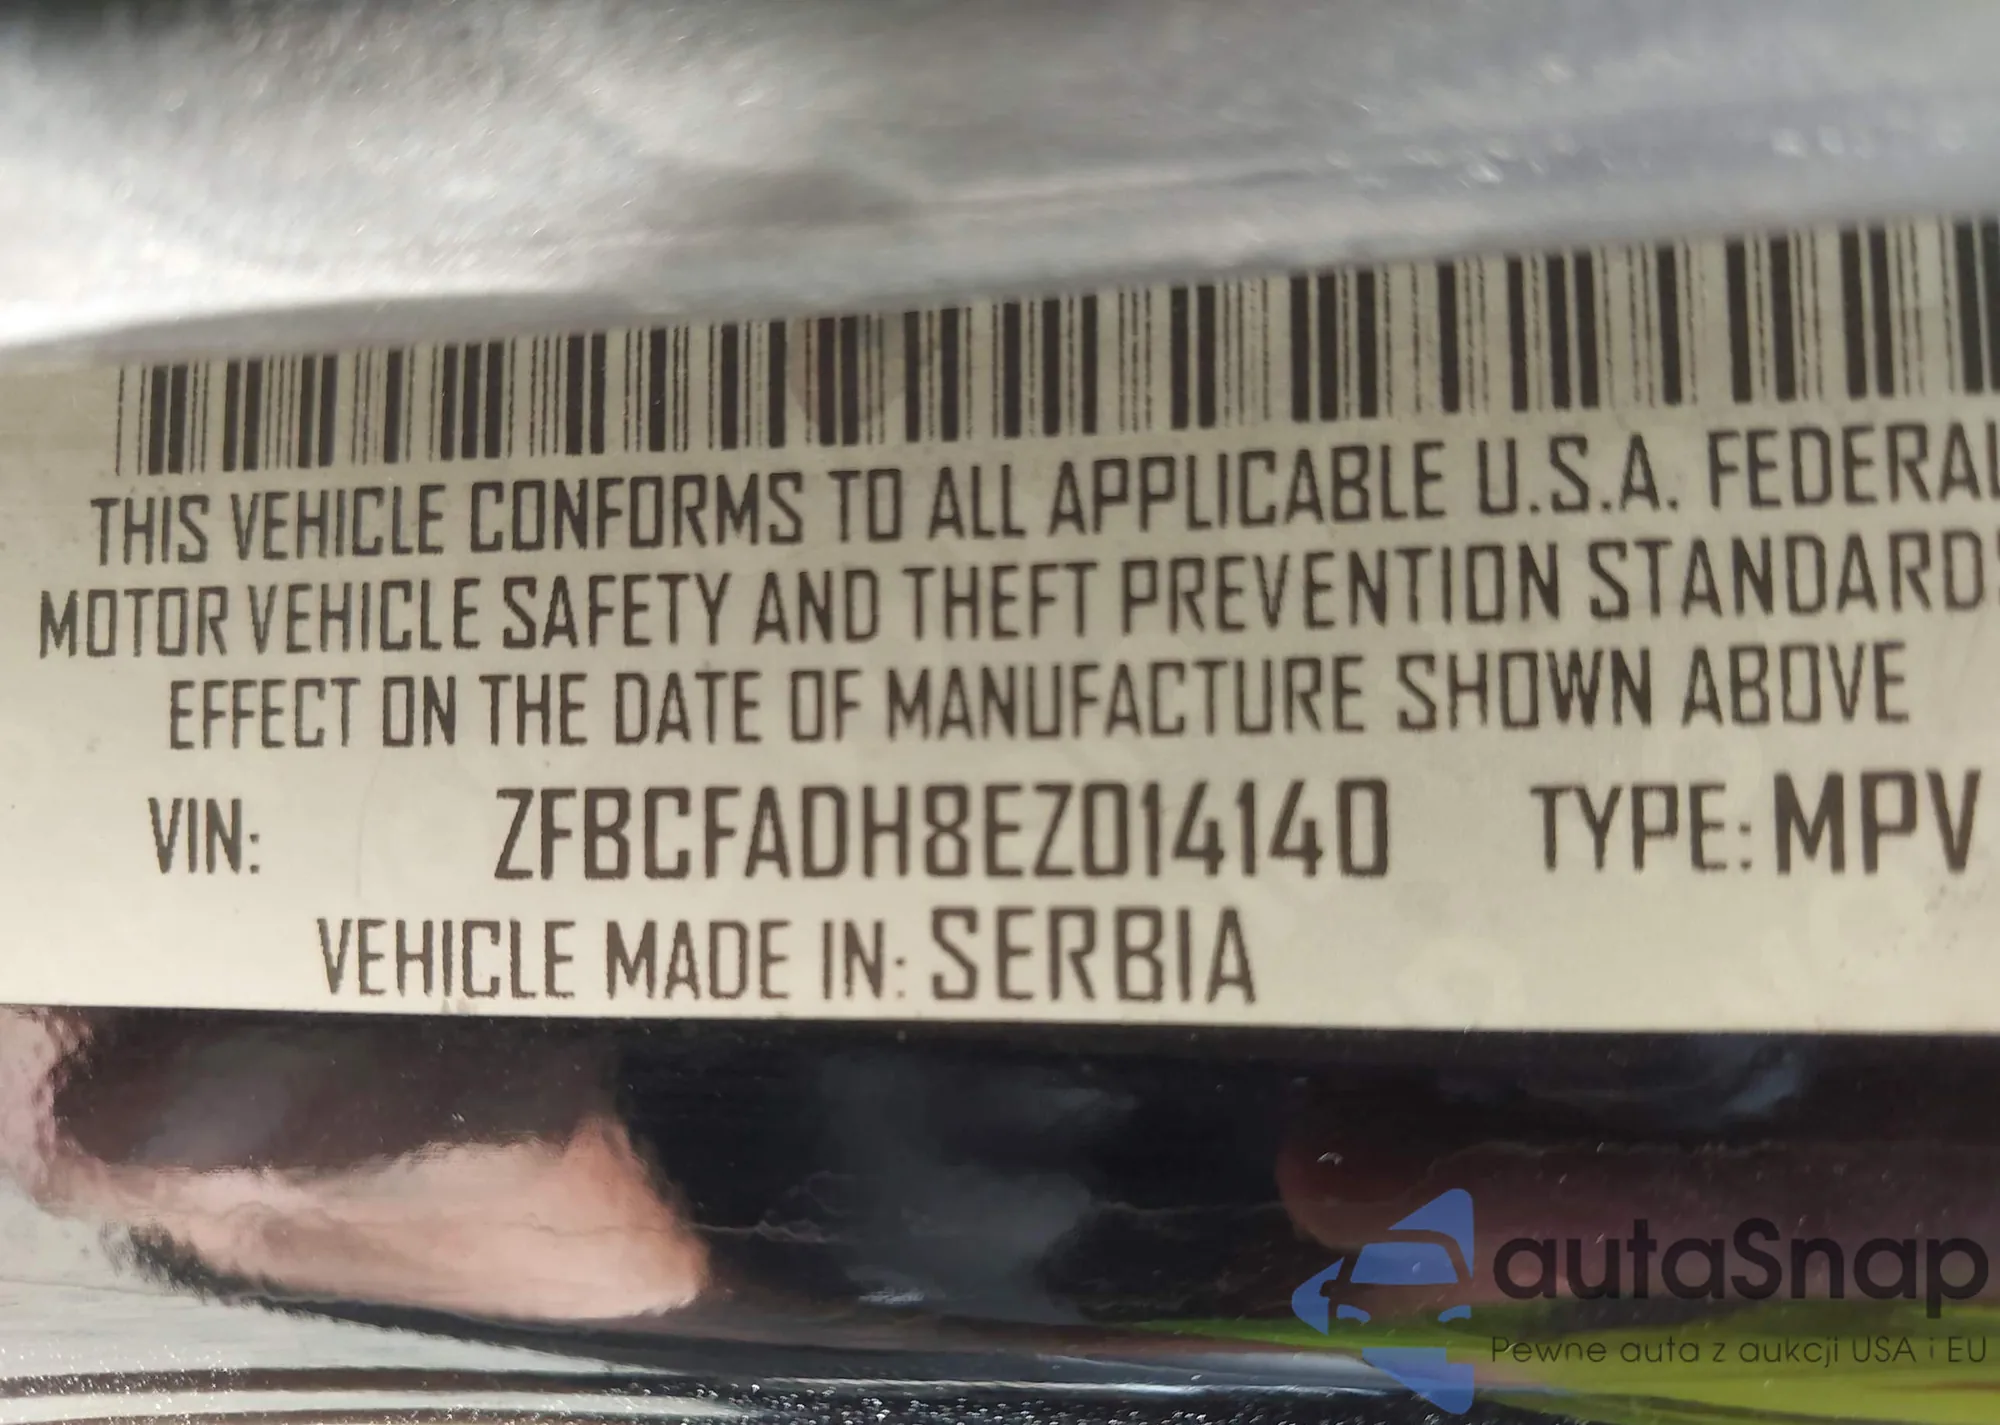 THIS VEHICLE CONFORMS TO ALL APPLICABLE U.S.A. FEDERAL
MOTOR VEHICLE SAFETY AND THEFT PREVENTION STANDARDS
EFFECT ON THE DATE OF MANUFACTURE SHOWN ABOVE
VIN: ZFBCFADH8EZ014140 TYPE: MPV
VEHICLE MADE IN: SERBIA
autaSnap
Pewne auta z aukcji USA i EU